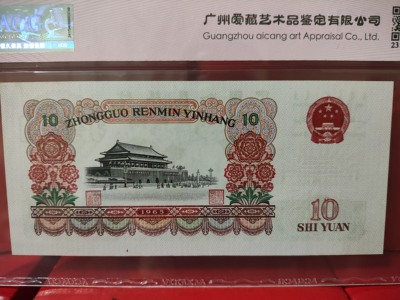 广州爱藏艺术品鉴定有限公司
Guangzhou aicang art Appraisal Co., Ltd.
23
ZHONGGUO RENMIN YINHANG
10
10
1965
10
SHI YUAN